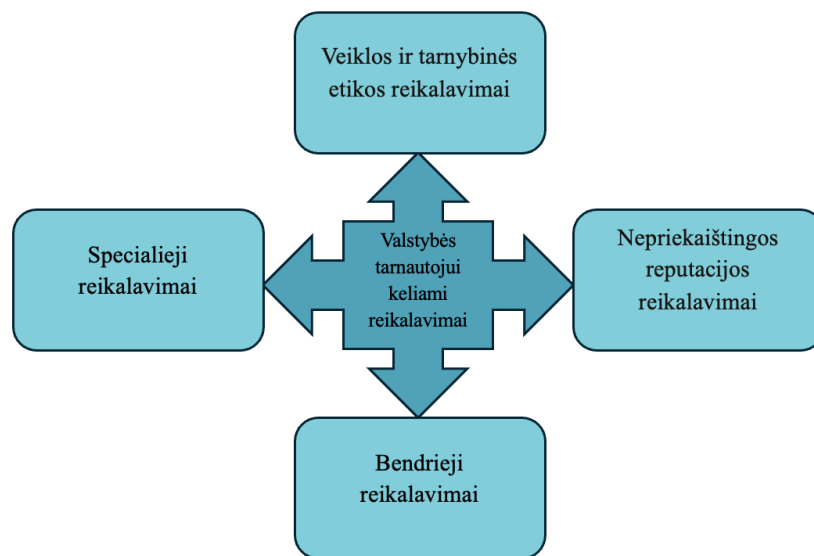 Veiklos ir tarnybinės
etikos reikalavimai
Specialieji
reikalavimai
Valstybės
tarnautojui
keliami
reikalavimai
Nepriekaištingos
reputacijos
reikalavimai
Bendrieji
reikalavimai